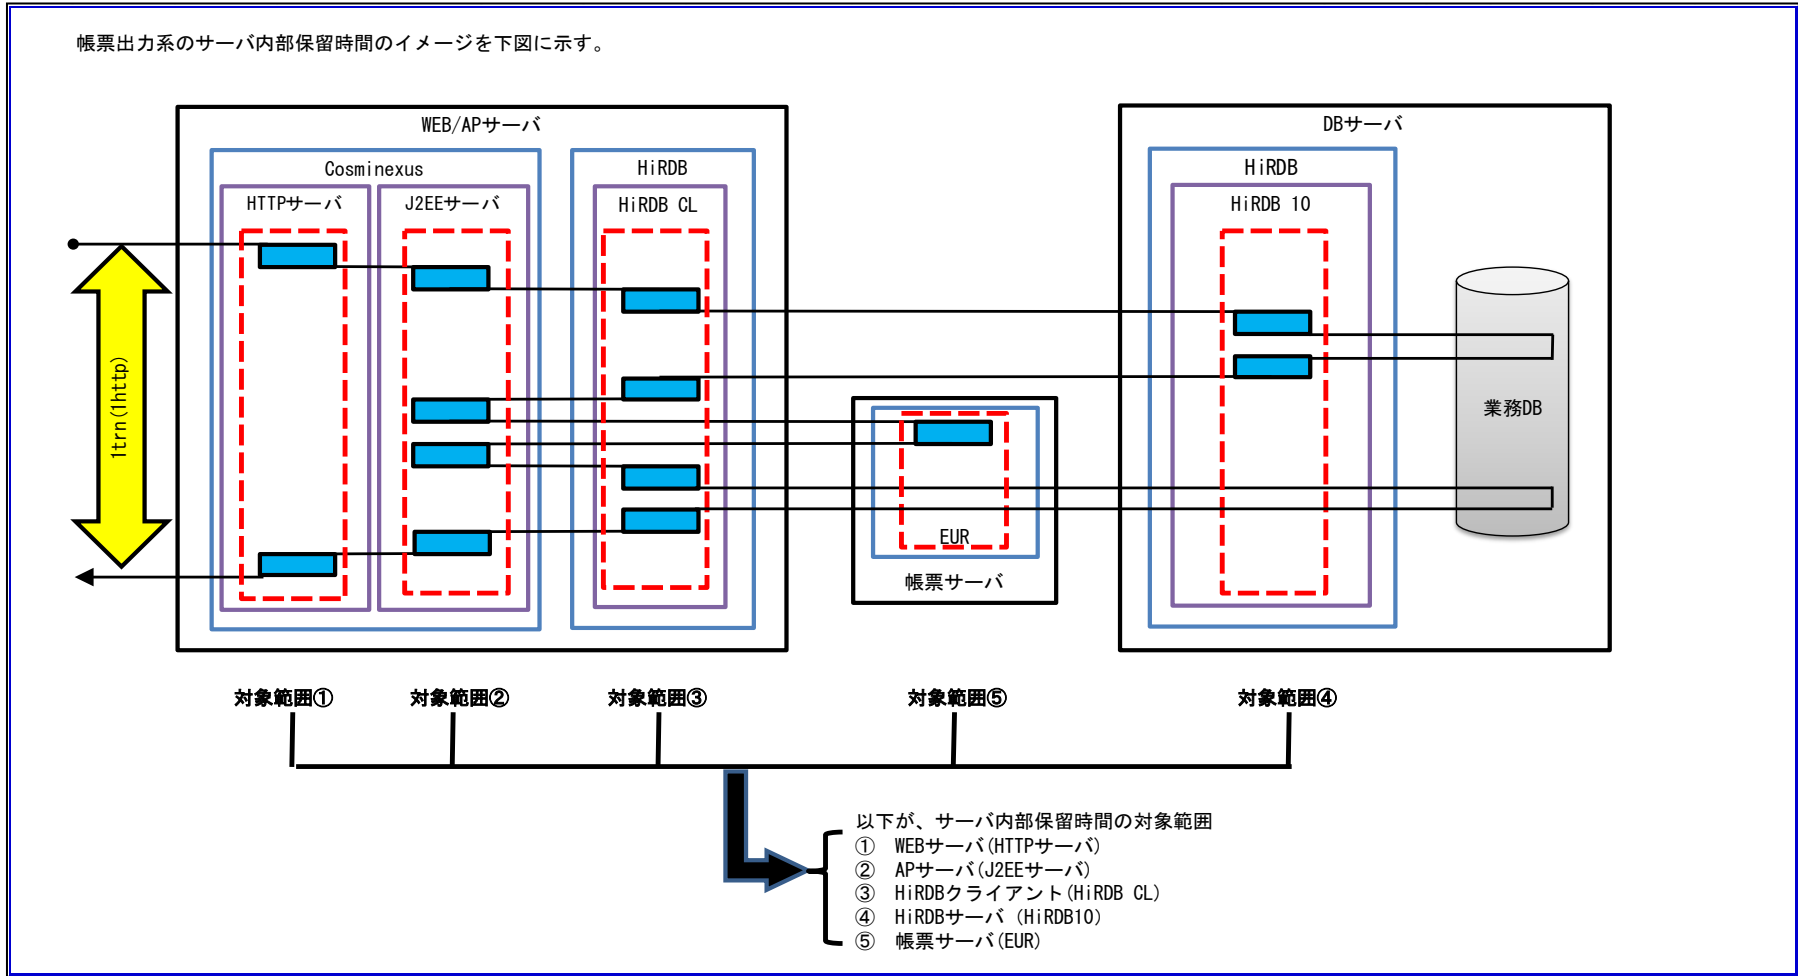 帳票出力系のサーバ内部保留時間のイメージを下図に示す。
WEB/APサーバ
DBサーバ
Cosminexus
HiRDB
HiRDB
HTTPサーバ
J2EEサーバ
HiRDB CL
HiRDB 10
1trn(1http)
業務DB
EUR
帳票サーバ
対象範囲①
対象範囲②
対象範囲③
対象範囲⑤
対象範囲④
以下が、サーバ内部保留時間の対象範囲
① WEBサーバ(HTTPサーバ)
② APサーバ(J2EEサーバ)
③ HiRDBクライアント(HiRDB CL)
④ HiRDBサーバ (HiRDB10)
⑤ 帳票サーバ(EUR)